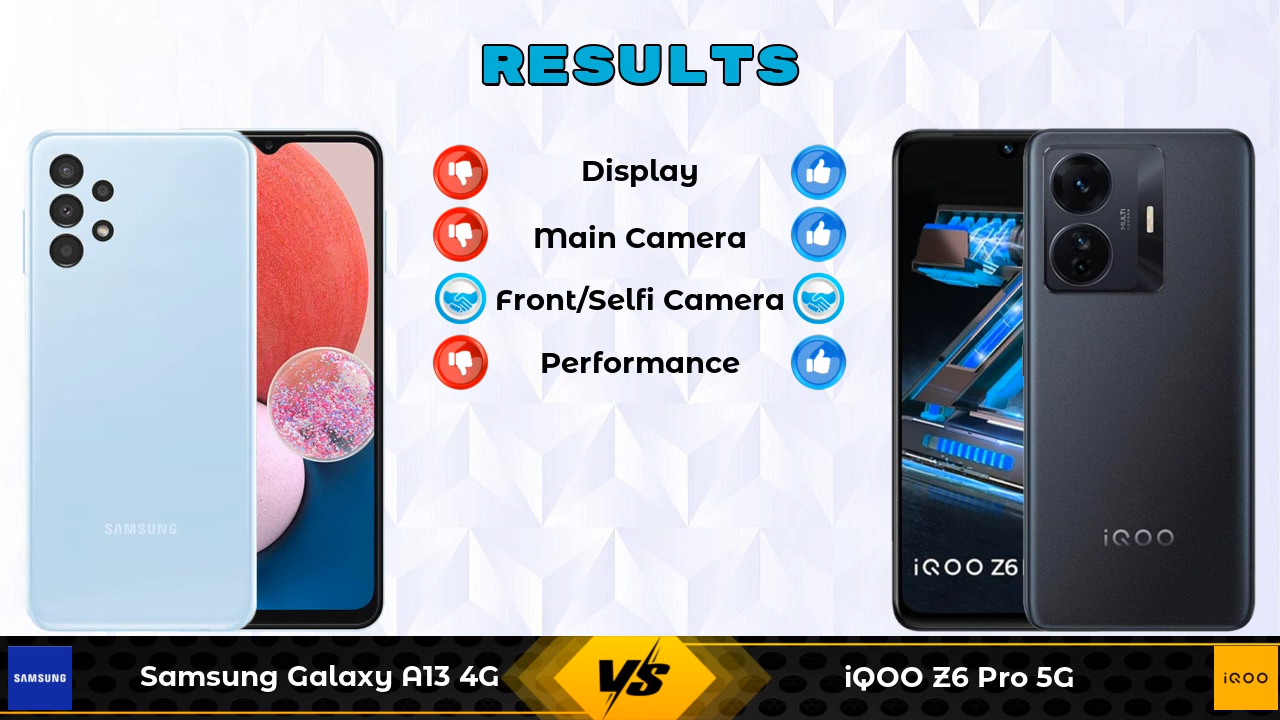 RESULTS
Display
Main Camera
Front/Selfi Camera
Performance
MULTI
SAMSUNG
iQOO
iQOO Z6
SAMSUNG
Samsung Galaxy A13 4G
VS
iQOO Z6 Pro 5G
iQOO